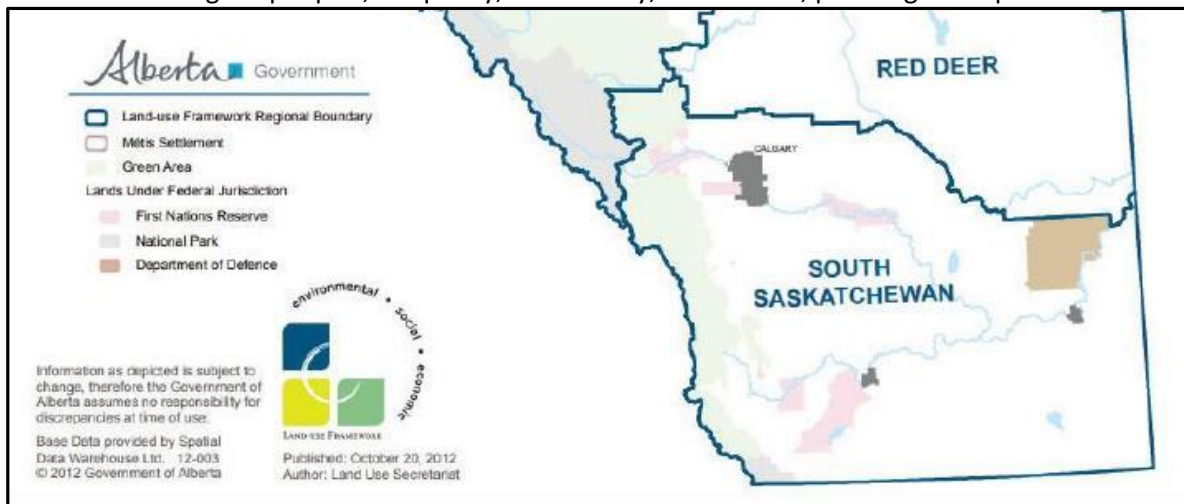 Alberta Government
Land-use Framework Regional Boundary
Métis Settlement
Green Area
Lands Under Federal Jurisdiction
First Nations Reserve
National Park
Department of Defence
environmental • social • economic
LAND-USE FRAMEWORK
Information as depicted is subject to
change, therefore the Government of
Alberta assumes no responsibility for
discrepancies at time of use.
Base Data provided by Spatial
Data Warehouse Ltd. 12-003
© 2012 Government of Alberta
Published: October 20, 2012
Author: Land Use Secretariat
RED DEER
CALGARY
SOUTH
SASKATCHEWAN